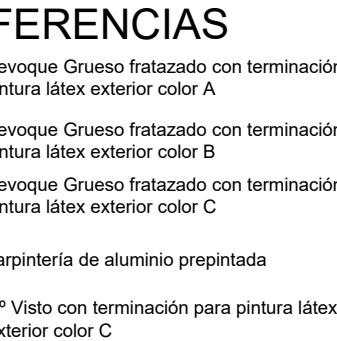 FERENCIAS
evoque Grueso fratazado con terminación
ntura látex exterior color A
evoque Grueso fratazado con terminación
ntura látex exterior color B
evoque Grueso fratazado con terminación
ntura látex exterior color C
arpintería de aluminio prepintada
º Visto con terminación para pintura látex
xterior color C